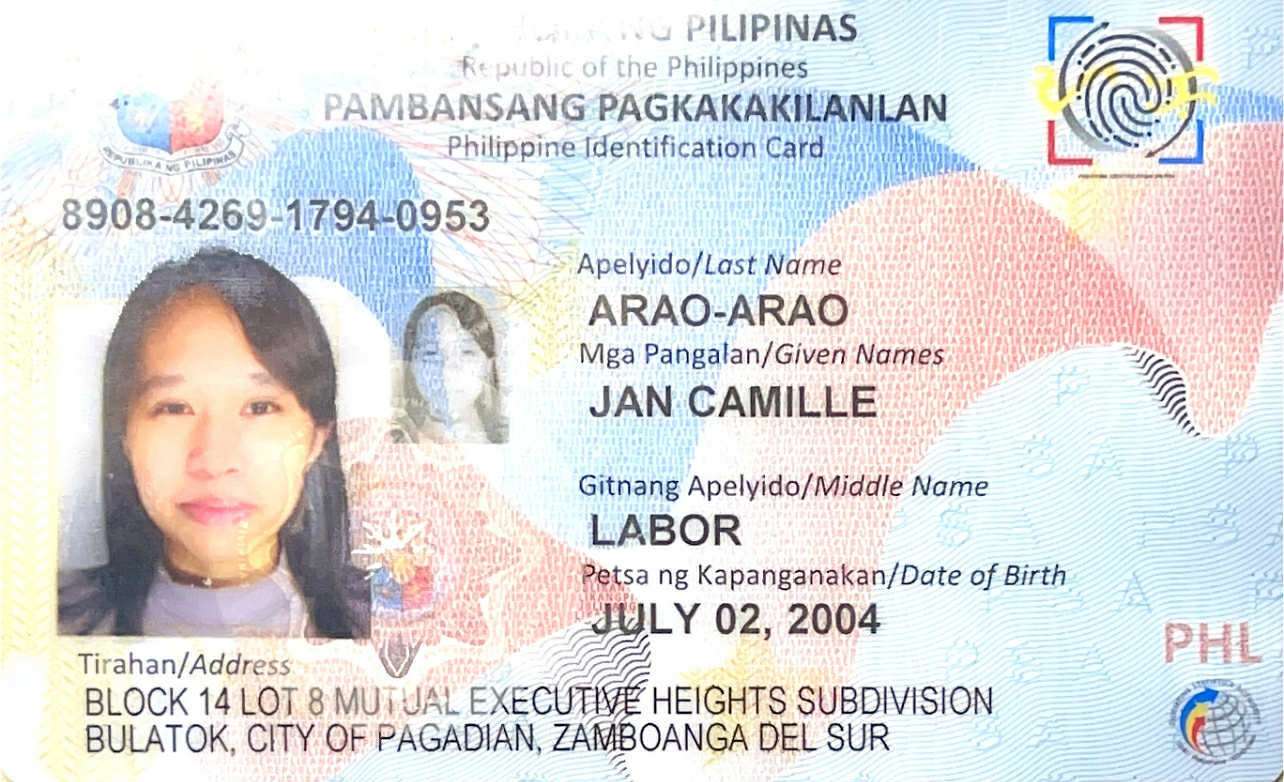 NG PILIPINAS
Republic of the Philippines
PAMBANSANG PAGKAKAKILANLAN
Philippine Identification Card
REPUBLIKA NG PILIPINAS
8908-4269-1794-0953
Apelyido/Last Name
ARAO-ARAO
Mga Pangalan/Given Names
JAN CAMILLE
Gitnang Apelyido/Middle Name
LABOR
Petsa ng Kapanganakan/Date of Birth
JULY 02, 2004
PHL
Tirahan/Address
BLOCK 14 LOT 8 MUTUAL EXECUTIVE HEIGHTS SUBDIVISION
BULATOK, CITY OF PAGADIAN, ZAMBOANGA DEL SUR